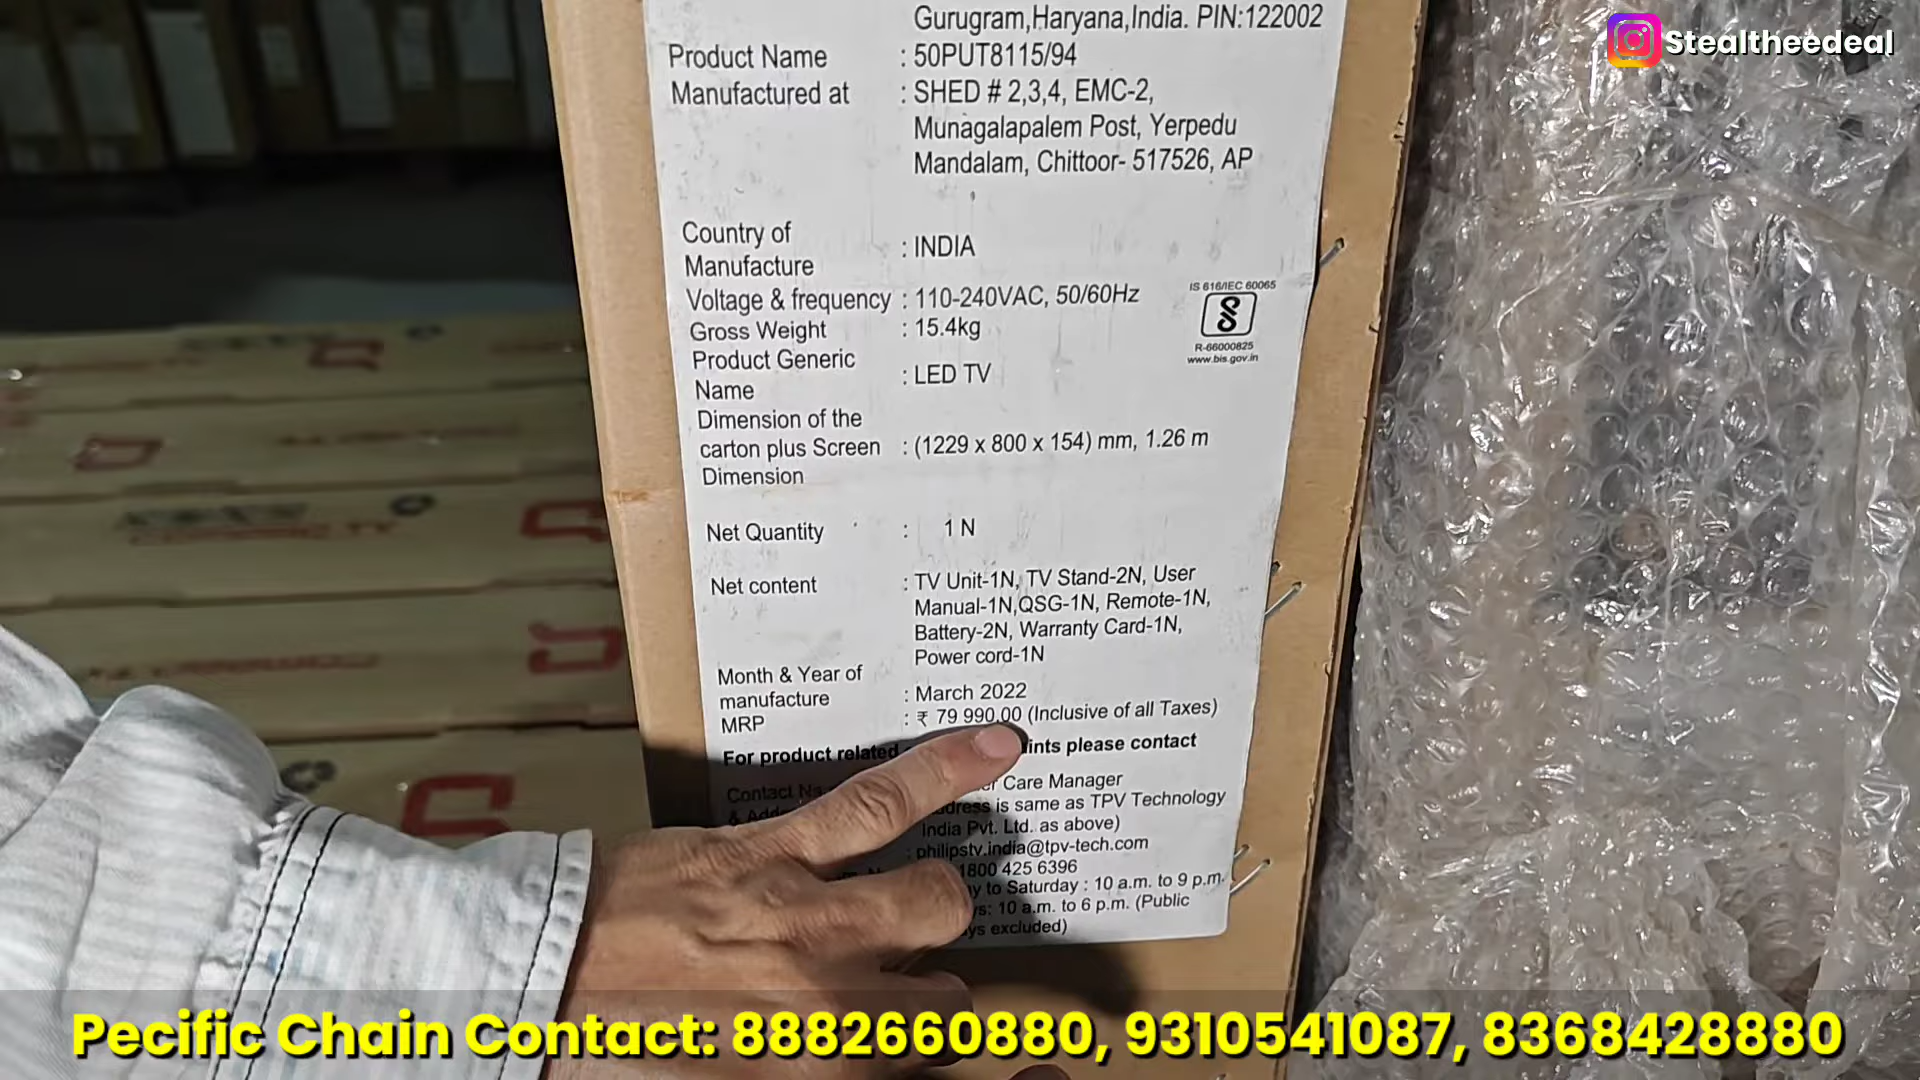 Gurugram,Haryana,India. PIN:122002
Stealtheedeal
Product Name : 50PUT8115/94
Manufactured at : SHED # 2,3,4, EMC-2,
Munagalapalem Post, Yerpedu
Mandalam, Chittoor- 517526, AP
Country of
Manufacture : INDIA
Voltage & frequency : 110-240VAC, 50/60Hz
Gross Weight : 15.4kg
IS 616/IEC 60065
R-66000825
www.bis.gov.in
Product Generic
Name : LED TV
Dimension of the
carton plus Screen : (1229 x 800 x 154) mm, 1.26 m
Dimension
Net Quantity : 1 N
Net content : TV Unit-1N, TV Stand-2N, User
Manual-1N,QSG-1N, Remote-1N,
Battery-2N, Warranty Card-1N,
Power cord-1N
Month & Year of
manufacture : March 2022
MRP : ₹ 79 990.00 (Inclusive of all Taxes)
For product related please contact
Contact
Care Manager
is same as TPV Technology
India Pvt. Ltd. as above)
: philipstv.india@tpv-tech.com
1800 425 6396
to Saturday : 10 a.m. to 9 p.m.
10 a.m. to 6 p.m. (Public
excluded)
Pecific Chain Contact: 8882660880, 9310541087, 8368428880